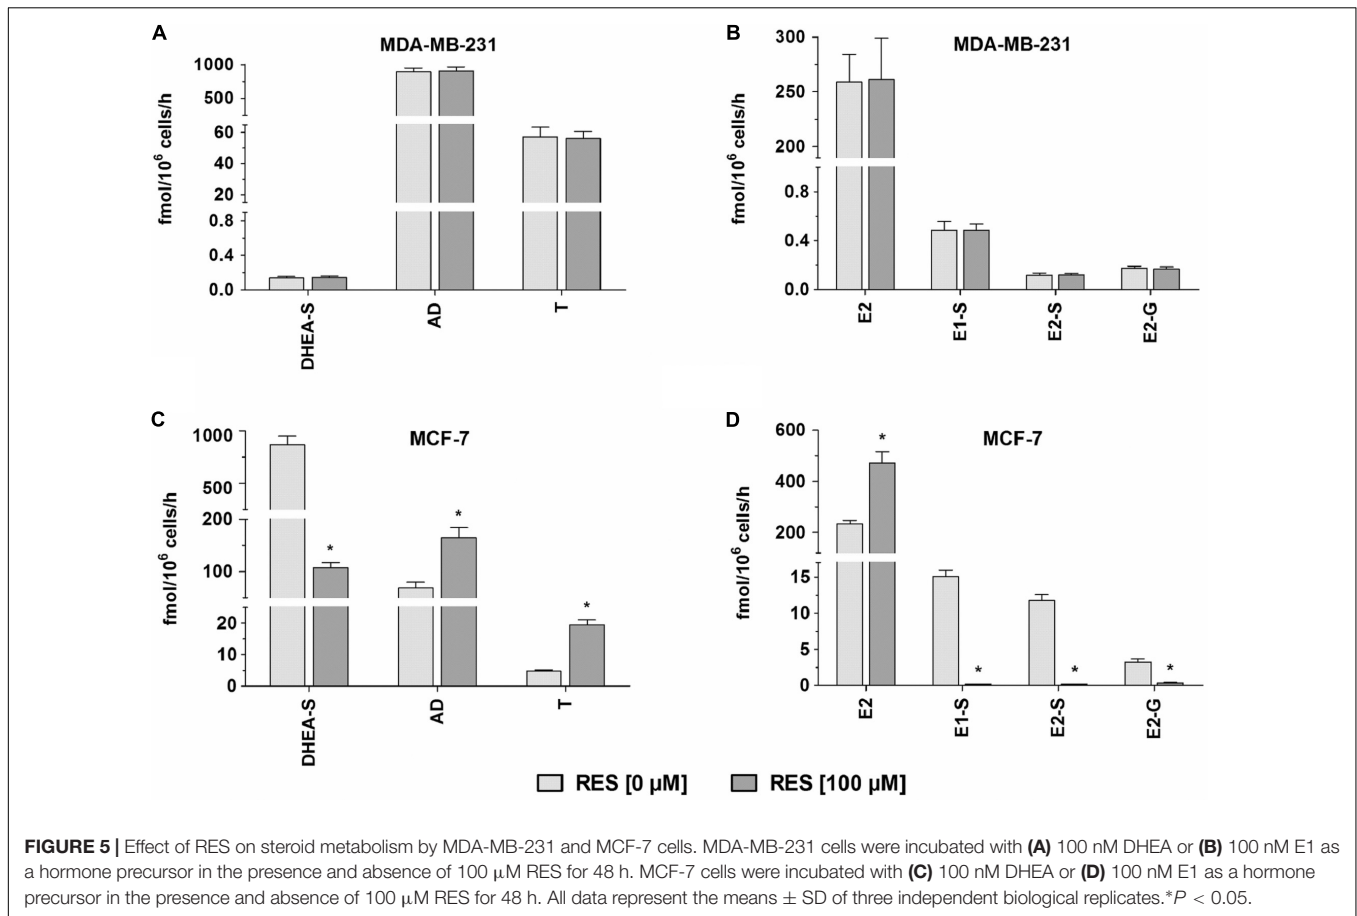 A
MDA-MB-231
fmol/10⁶ cells/h
1000
500
60
40
20
0.8
0.4
0.0
DHEA-S
AD
T
B
MDA-MB-231
fmol/10⁶ cells/h
300
250
200
0.8
0.4
0.0
E2
E1-S
E2-S
E2-G
C
MCF-7
fmol/10⁶ cells/h
1000
500
200
100
20
10
0
*
*
*
DHEA-S
AD
T
D
MCF-7
fmol/10⁶ cells/h
600
400
200
15
10
5
0
*
*
*
*
E2
E1-S
E2-S
E2-G
RES [0 µM] RES [100 µM]
FIGURE 5 | Effect of RES on steroid metabolism by MDA-MB-231 and MCF-7 cells. MDA-MB-231 cells were incubated with (A) 100 nM DHEA or (B) 100 nM E1 as
a hormone precursor in the presence and absence of 100 µM RES for 48 h. MCF-7 cells were incubated with (C) 100 nM DHEA or (D) 100 nM E1 as a hormone
precursor in the presence and absence of 100 µM RES for 48 h. All data represent the means ± SD of three independent biological replicates.*P < 0.05.